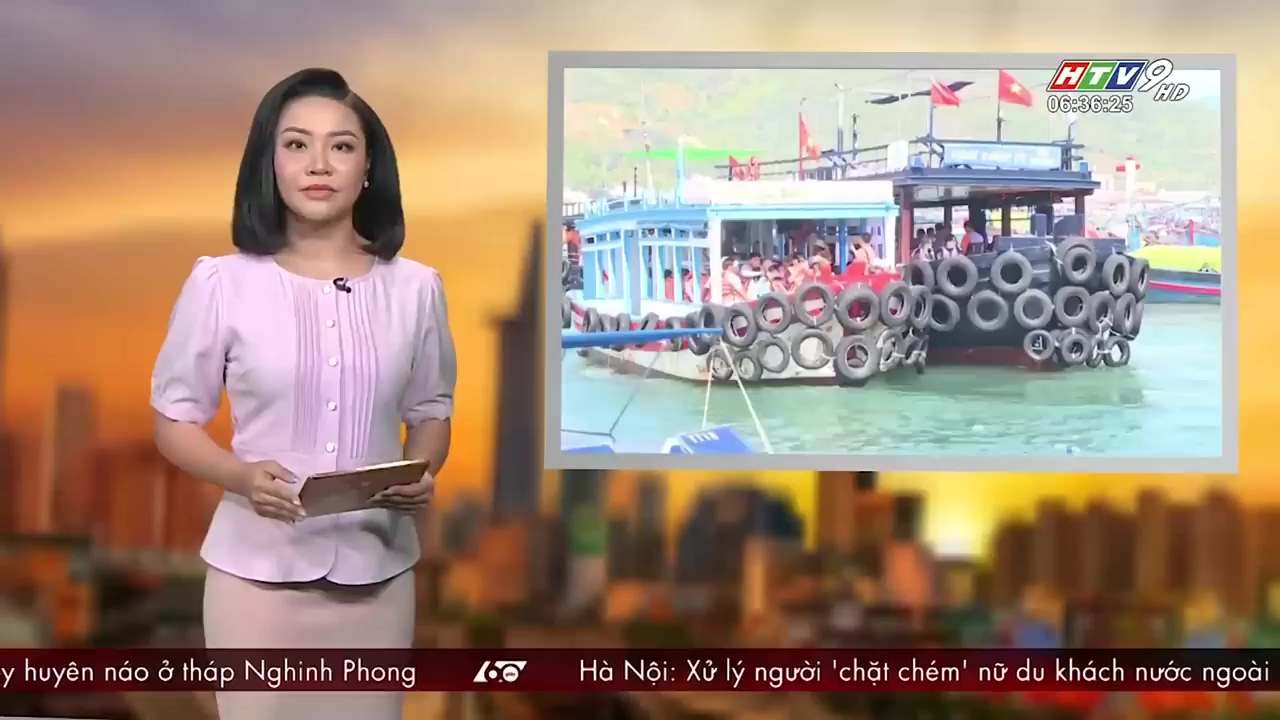 HTV9 HD
06:36:25
y huyên náo ở tháp Nghinh Phong
60
Hà Nội: Xử lý người 'chặt chém' nữ du khách nước ngoài